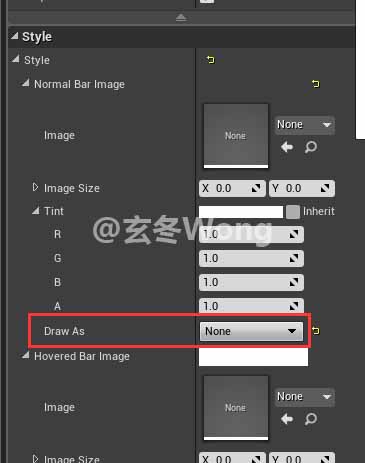 Style
Style
Normal Bar Image
Image
None
None
Image Size
X 0.0
Y 0.0
Tint
Inherit
R
1.0
@玄冬Wong
G
1.0
B
1.0
A
1.0
Draw As
None
Hovered Bar Image
Image
None
None
Image Size
X 0.0
Y 0.0